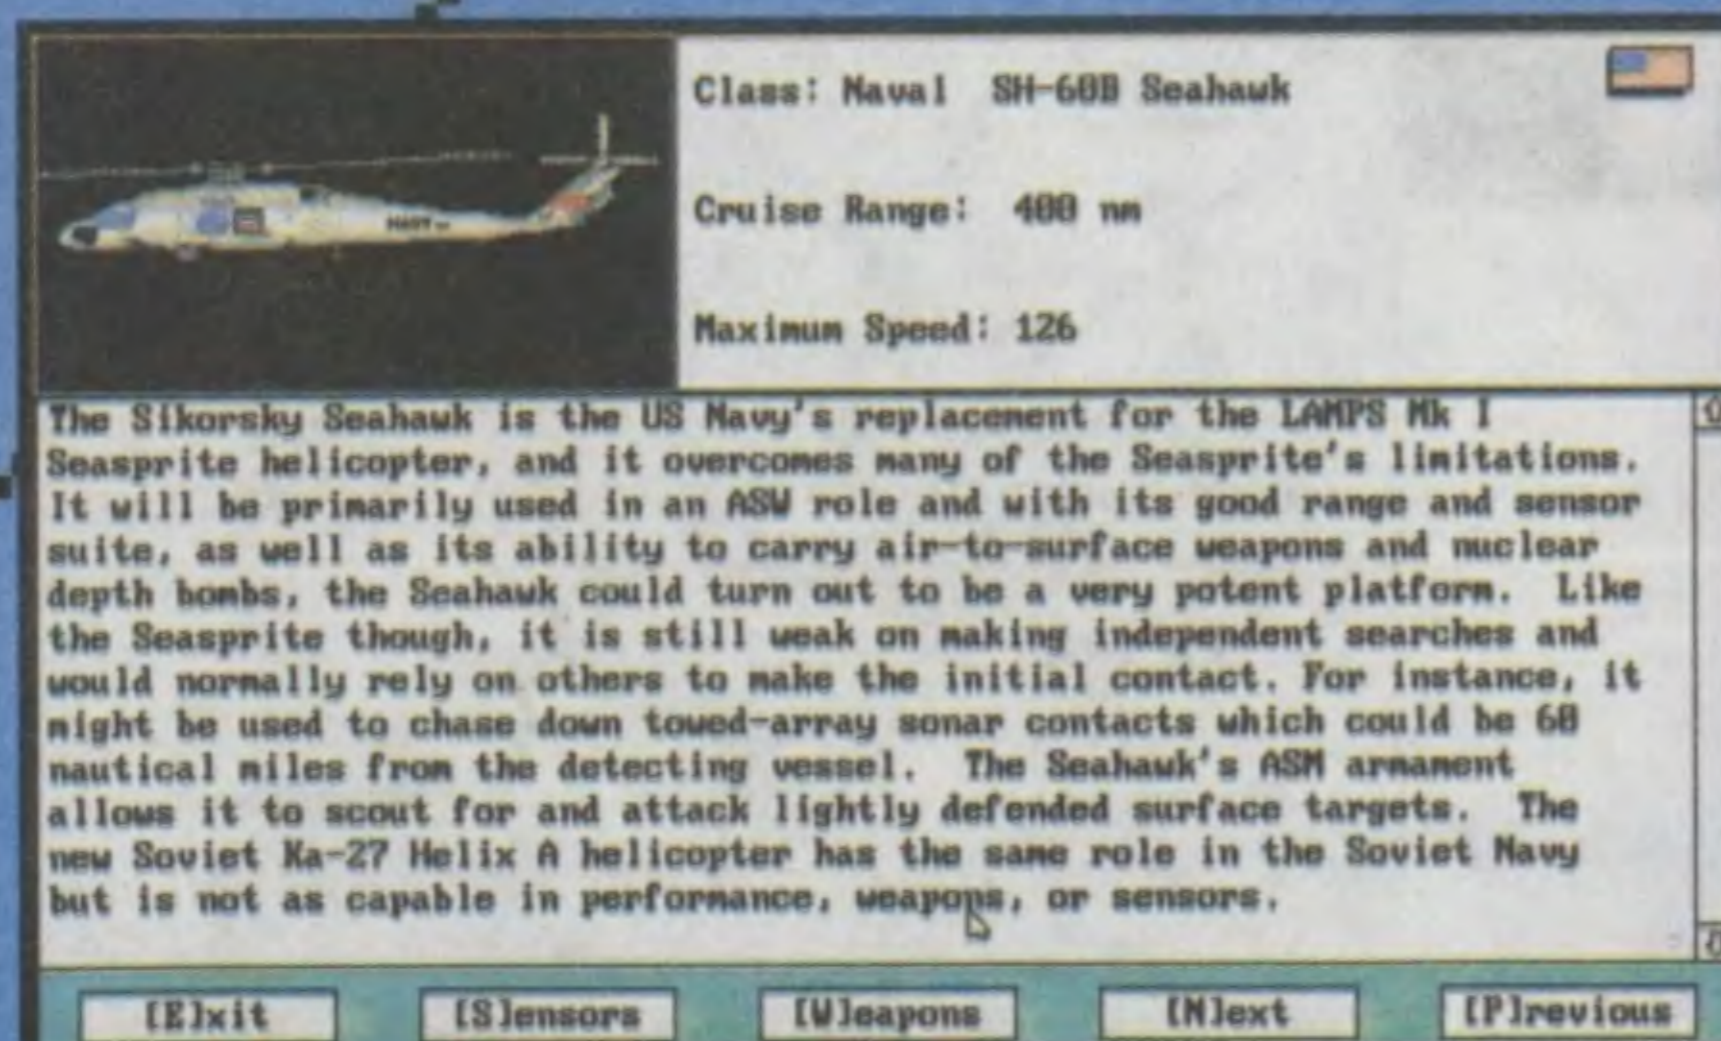 Class: Naval  SH-60B Seahawk
Cruise Range:  400 nm
Maximum Speed: 126
The Sikorsky Seahawk is the US Navy's replacement for the LAMPS Mk I
Seasprite helicopter, and it overcomes many of the Seasprite's limitations.
It will be primarily used in an ASW role and with its good range and sensor
suite, as well as its ability to carry air-to-surface weapons and nuclear
depth bombs, the Seahawk could turn out to be a very potent platform.  Like
the Seasprite though, it is still weak on making independent searches and
would normally rely on others to make the initial contact. For instance, it
might be used to chase down towed-array sonar contacts which could be 60
nautical miles from the detecting vessel.  The Seahawk's ASM armament
allows it to scout for and attack lightly defended surface targets.  The
new Soviet Ka-27 Helix A helicopter has the same role in the Soviet Navy
but is not as capable in performance, weapons, or sensors.
[E]xit [S]ensors [W]eapons [N]ext [P]revious